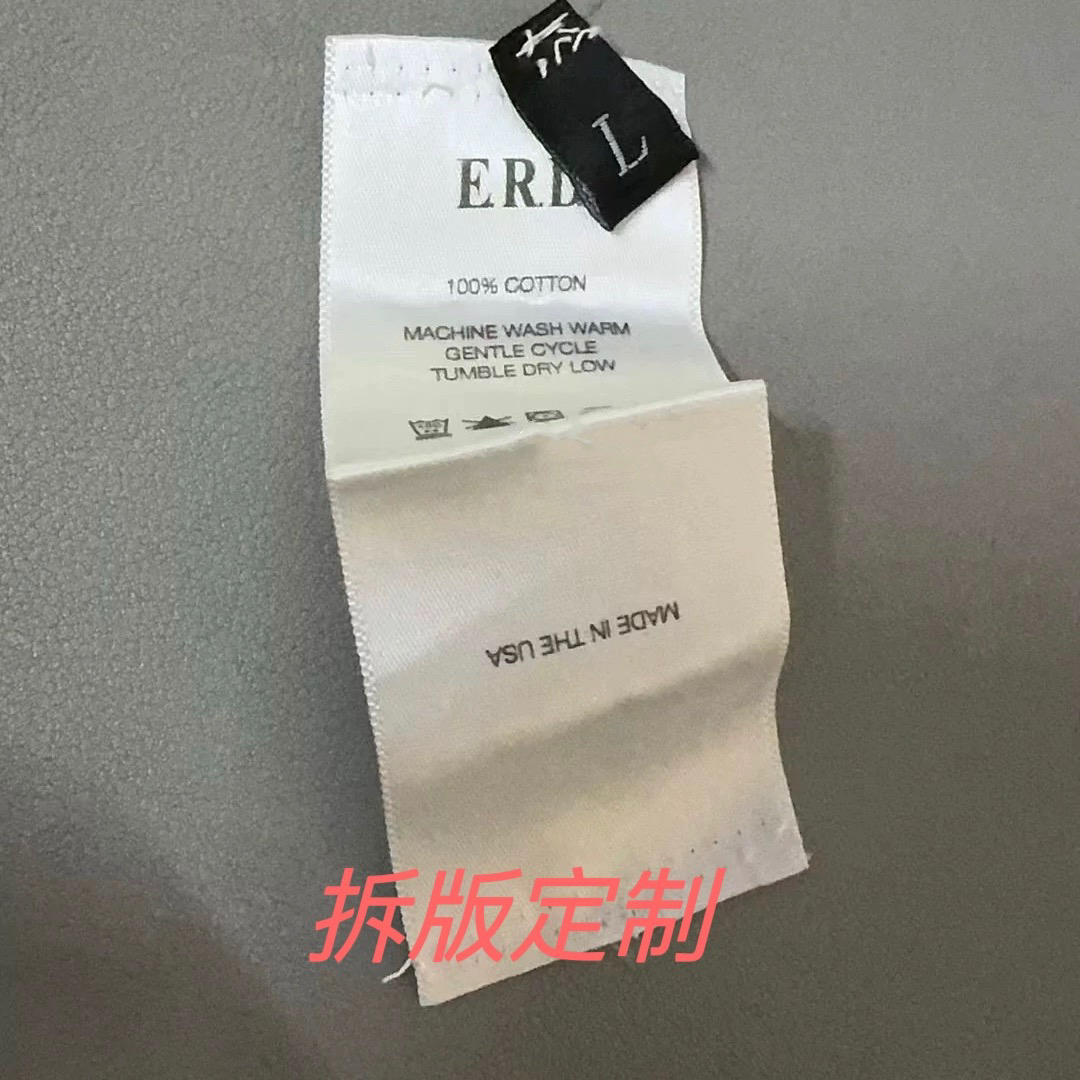 L
ERD
100% COTTON
MACHINE WASH WARM
GENTLE CYCLE
TUMBLE DRY LOW
MADE IN THE USA
拆版定制